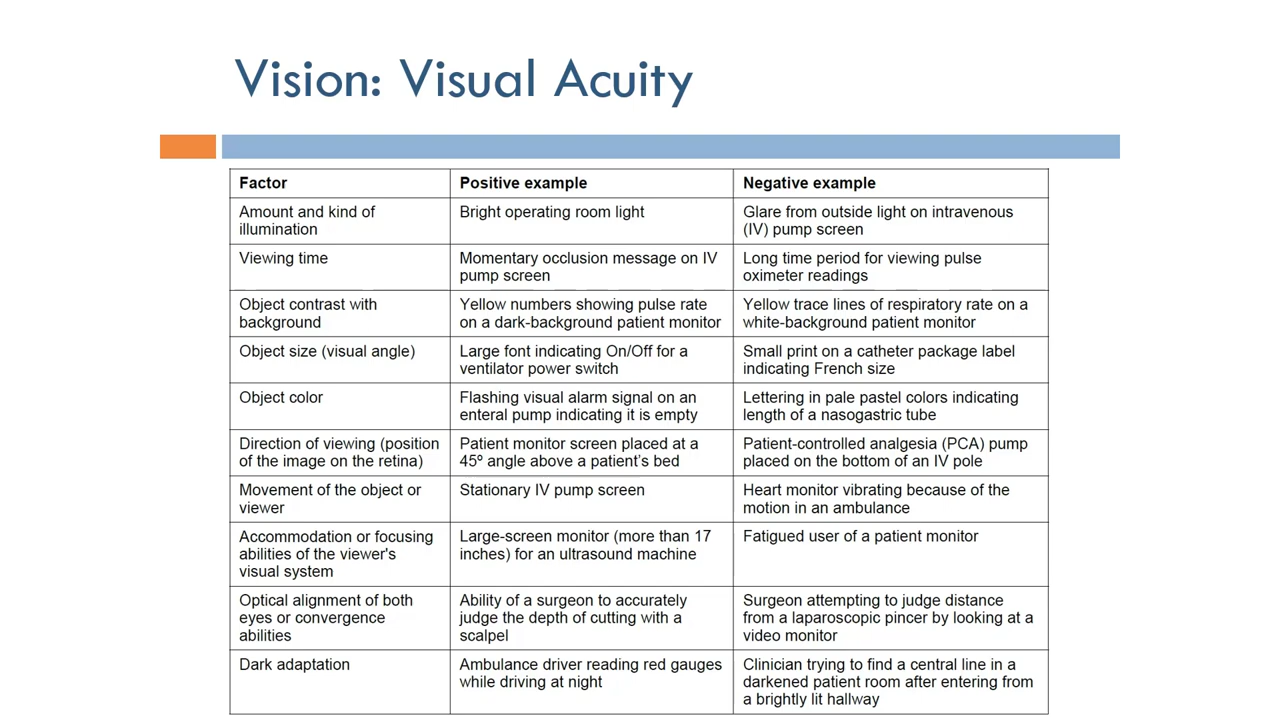 Vision: Visual Acuity
Factor
Positive example
Negative example
Amount and kind of
illumination
Bright operating room light
Glare from outside light on intravenous
(IV) pump screen
Viewing time
Momentary occlusion message on IV
pump screen
Long time period for viewing pulse
oximeter readings
Object contrast with
background
Yellow numbers showing pulse rate
on a dark-background patient monitor
Yellow trace lines of respiratory rate on a
white-background patient monitor
Object size (visual angle)
Large font indicating On/Off for a
ventilator power switch
Small print on a catheter package label
indicating French size
Object color
Flashing visual alarm signal on an
enteral pump indicating it is empty
Lettering in pale pastel colors indicating
length of a nasogastric tube
Direction of viewing (position
of the image on the retina)
Patient monitor screen placed at a
45º angle above a patient’s bed
Patient-controlled analgesia (PCA) pump
placed on the bottom of an IV pole
Movement of the object or
viewer
Stationary IV pump screen
Heart monitor vibrating because of the
motion in an ambulance
Accommodation or focusing
abilities of the viewer's
visual system
Large-screen monitor (more than 17
inches) for an ultrasound machine
Fatigued user of a patient monitor
Optical alignment of both
eyes or convergence
abilities
Ability of a surgeon to accurately
judge the depth of cutting with a
scalpel
Surgeon attempting to judge distance
from a laparoscopic pincer by looking at a
video monitor
Dark adaptation
Ambulance driver reading red gauges
while driving at night
Clinician trying to find a central line in a
darkened patient room after entering from
a brightly lit hallway